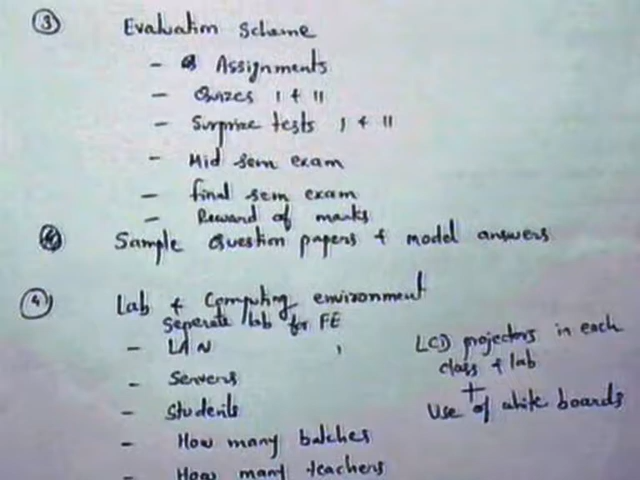 ③ Evaluation Scheme
- Assignments
- Quizes I & II
- Surprize tests I & II
- Mid sem exam
- final sem exam
- Reward of marks
Sample Question papers & model answers
④ Lab & Computing environment
Seperate lab for FE
- LAN
- Servers
- Students
- How many batches
- How many teachers
LCD projectors in each
class & lab
+
Use of white boards